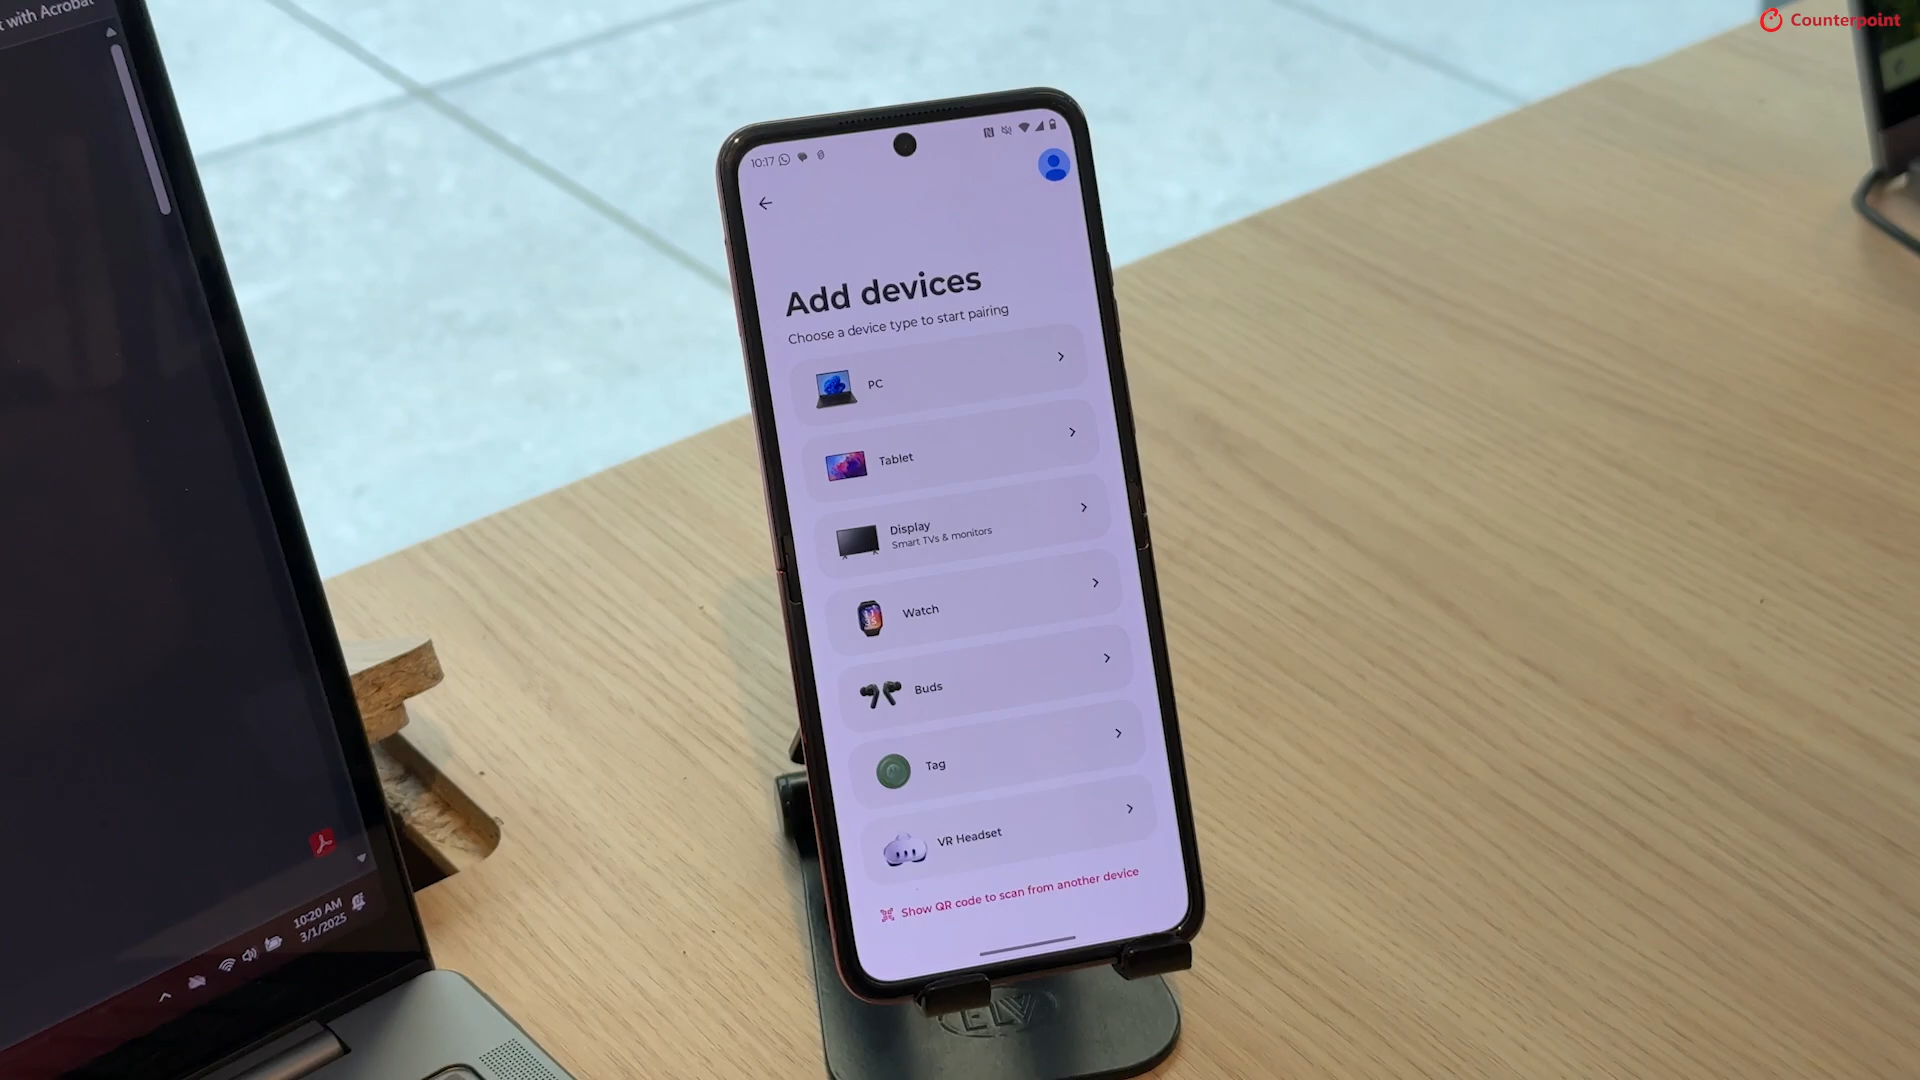 t with Acrobat
Counterpoint
10:17
Add devices
Choose a device type to start pairing
PC
Tablet
Display
Smart TVs & monitors
Watch
Buds
Tag
VR Headset
Show QR code to scan from another device
10:20 AM
3/1/2025
ELV